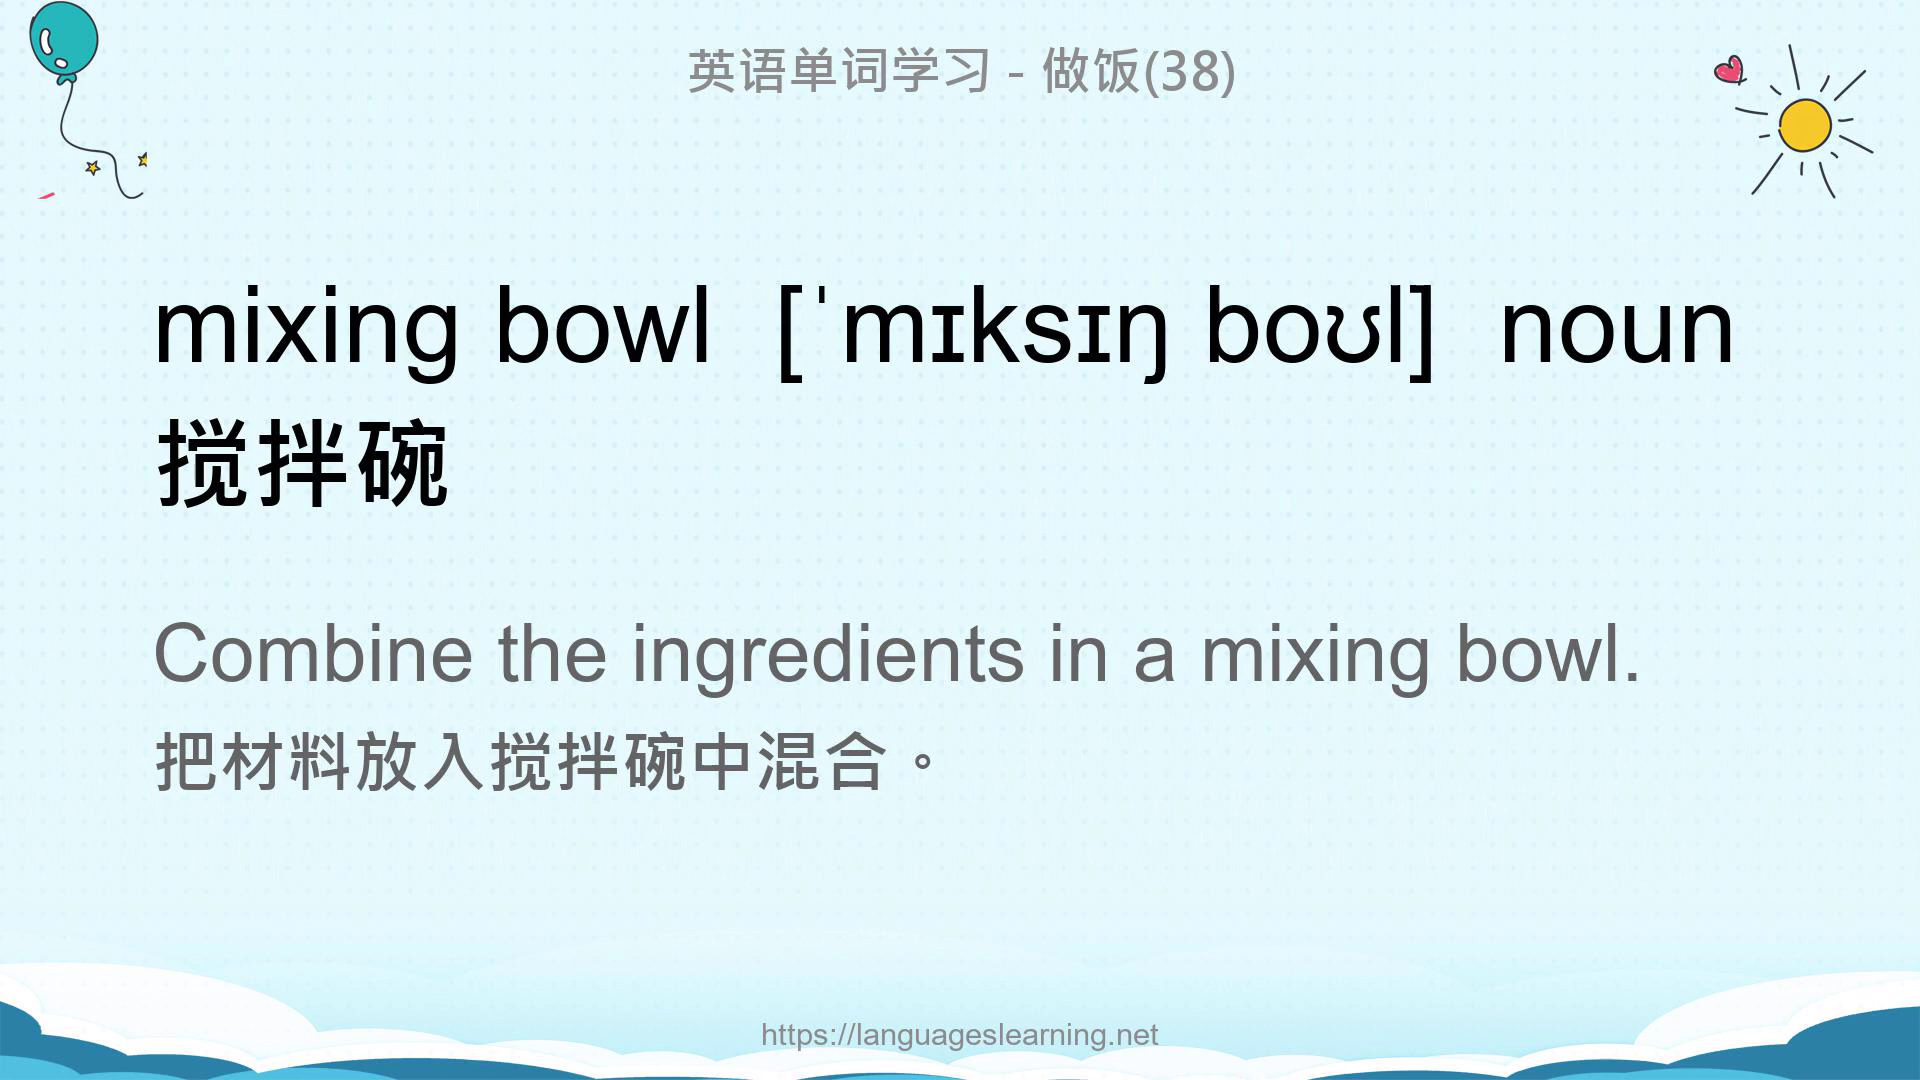 英语单词学习 - 做饭(38)
mixing bowl  [ˈmɪksɪŋ boʊl]  noun
搅拌碗
Combine the ingredients in a mixing bowl.
把材料放入搅拌碗中混合。
https://languageslearning.net